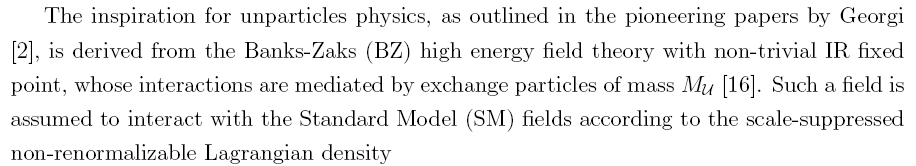 The inspiration for unparticles physics, as outlined in the pioneering papers by Georgi
[2], is derived from the Banks-Zaks (BZ) high energy field theory with non-trivial IR fixed
point, whose interactions are mediated by exchange particles of mass M_𝒰 [16]. Such a field is
assumed to interact with the Standard Model (SM) fields according to the scale-suppressed
non-renormalizable Lagrangian density